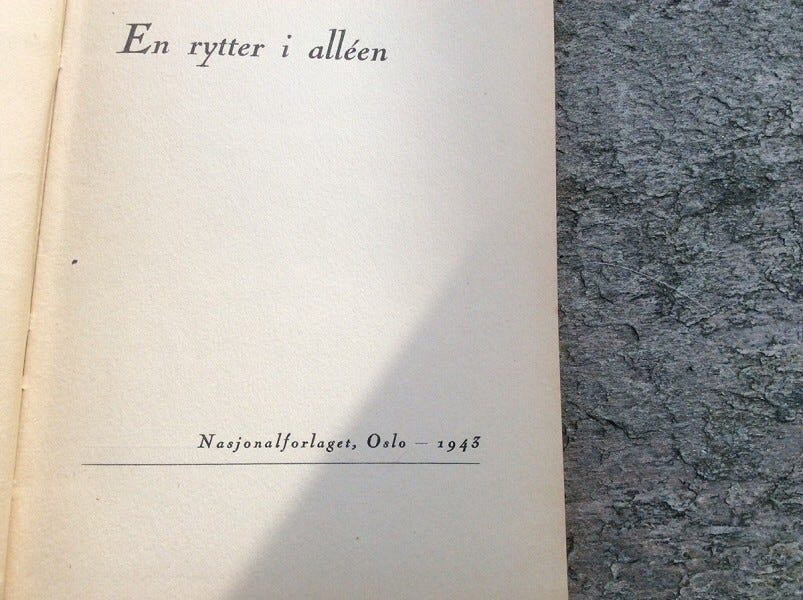 En rytter i alléen
Nasjonalforlaget, Oslo — 1943